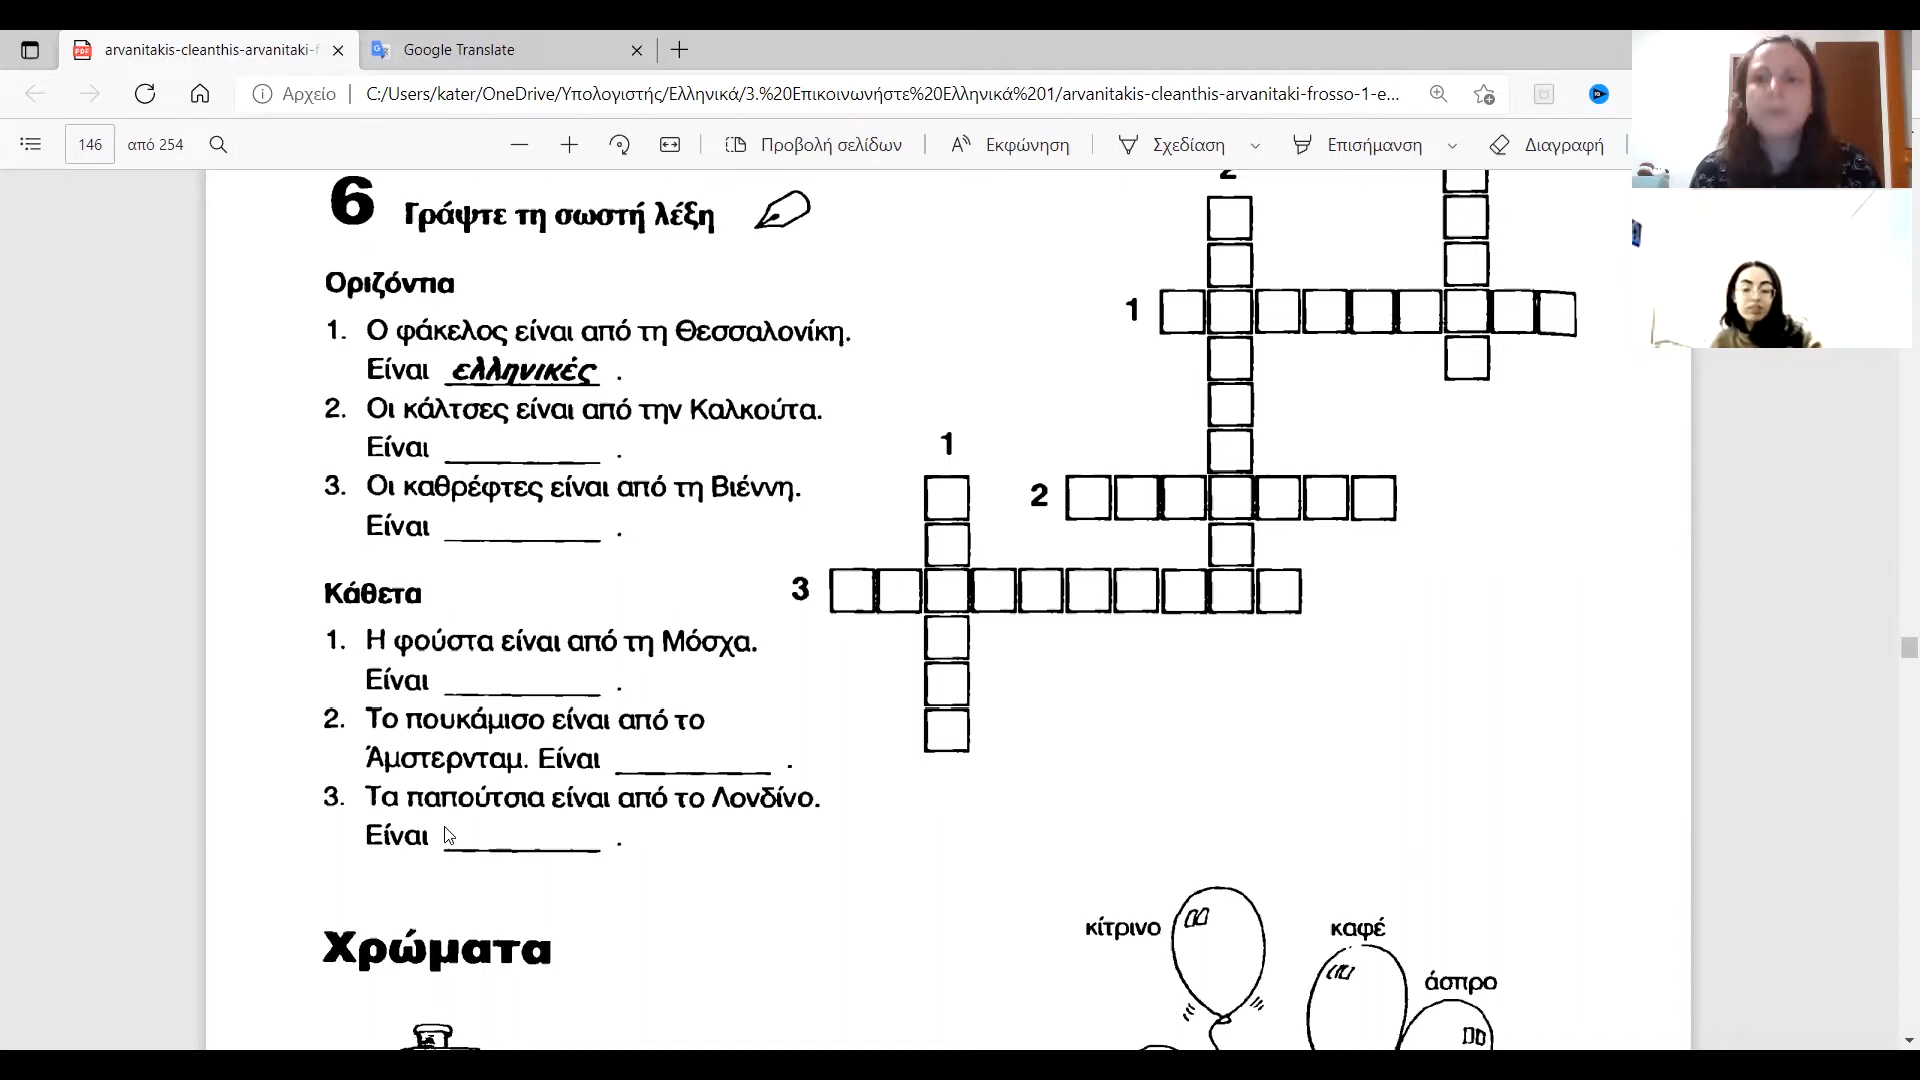 arvanitakis-cleanthis-arvanitaki-f
Google Translate
Αρχείο
C:/Users/kater/OneDrive/Υπολογιστής/Ελληνικά/3.%20Επικοινωνήστε%20Ελληνικά%201/arvanitakis-cleanthis-arvanitaki-frosso-1-e...
146 από 254
Προβολή σελίδων
Εκφώνηση
Σχεδίαση
Επισήμανση
Διαγραφή
6 Γράψτε τη σωστή λέξη
Οριζόντια
1. Ο φάκελος είναι από τη Θεσσαλονίκη.
Είναι ελληνικές .
2. Οι κάλτσες είναι από την Καλκούτα.
Είναι .
3. Οι καθρέφτες είναι από τη Βιέννη.
Είναι .
Κάθετα
1. Η φούστα είναι από τη Μόσχα.
Είναι .
2. Το πουκάμισο είναι από το
Άμστερνταμ. Είναι .
3. Τα παπούτσια είναι από το Λονδίνο.
Είναι .
2
1
1
2
3
Χρώματα
κίτρινο
καφέ
άσπρο